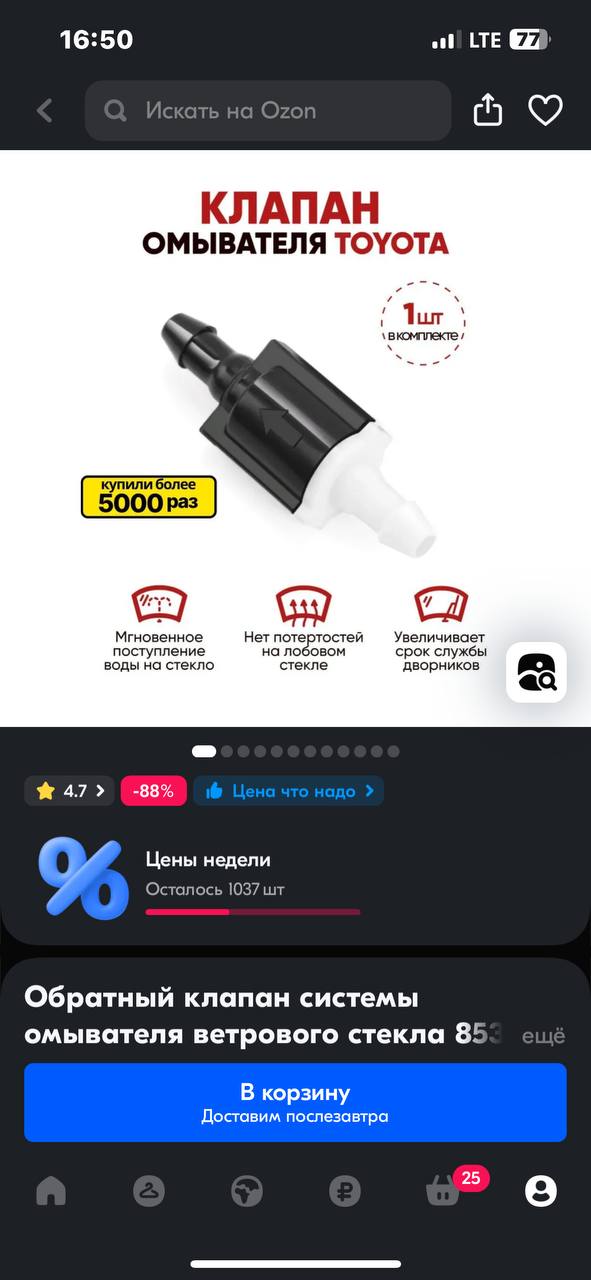 16:50
LTE
77
Искать на Ozon
КЛАПАН
ОМЫВАТЕЛЯ TOYOTA
1шт
в комплекте
купили более
5000 раз
Мгновенное
поступление
воды на стекло
Нет потертостей
на лобовом
стекле
Увеличивает
срок службы
дворников
4.7
-88%
Цена что надо
Цены недели
Осталось 1037 шт
Обратный клапан системы
омывателя ветрового стекла 853 ещё
В корзину
Доставим послезавтра
25